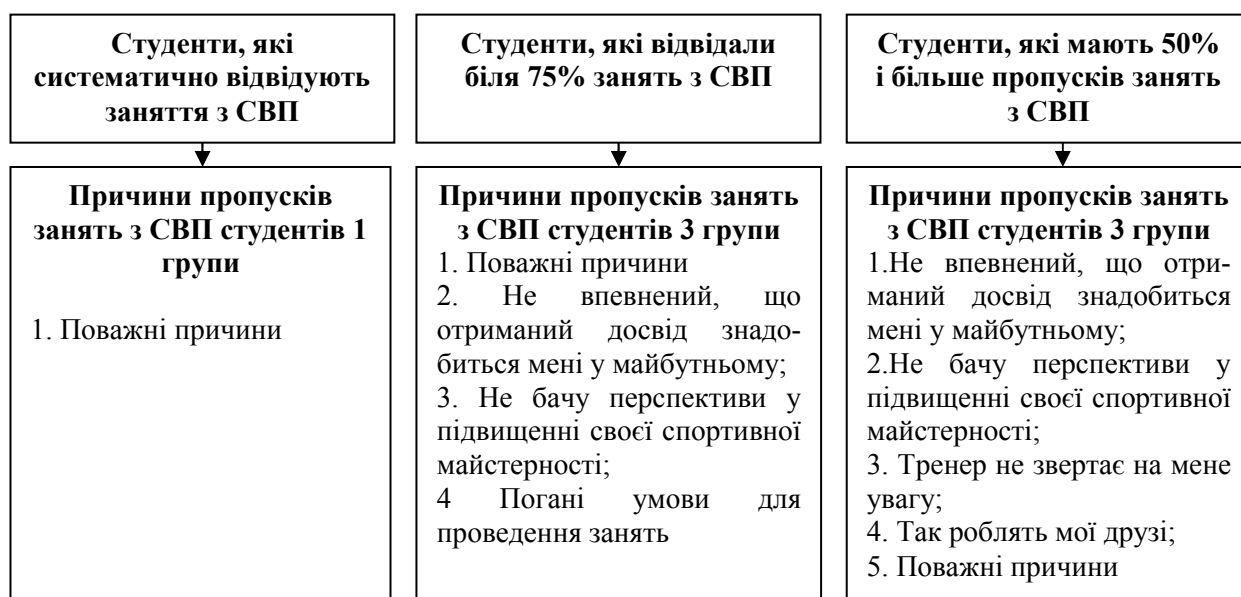 Студенти, які
систематично відвідують
заняття з СВП
Студенти, які відвідали
біля 75% занять з СВП
Студенти, які мають 50%
і більше пропусків занять
з СВП
Причини пропусків
занять з СВП студентів 1
групи
1. Поважні причини
Причини пропусків занять
з СВП студентів 3 групи
1. Поважні причини
2. Не впевнений, що
отриманий досвід знадо-
биться мені у майбутньому;
3. Не бачу перспективи у
підвищенні своєї спортивної
майстерності;
4 Погані умови для
проведення занять
Причини пропусків занять
з СВП студентів 3 групи
1.Не впевнений, що отри-
маний досвід знадобиться
мені у майбутньому;
2.Не бачу перспективи у
підвищенні своєї спортивної
майстерності;
3. Тренер не звертає на мене
увагу;
4. Так роблять мої друзі;
5. Поважні причини